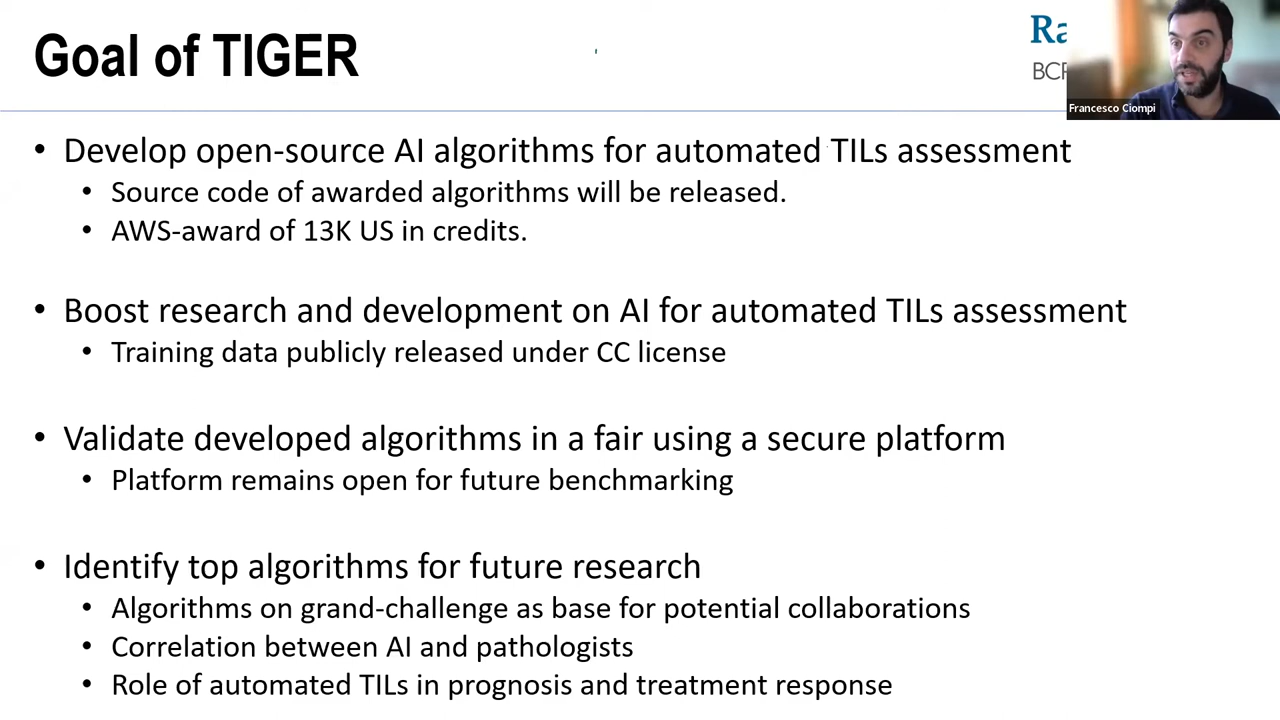 Goal of TIGER
Ra
BCR
Francesco Ciompi
• Develop open-source AI algorithms for automated TILs assessment
• Source code of awarded algorithms will be released.
• AWS-award of 13K US in credits.
• Boost research and development on AI for automated TILs assessment
• Training data publicly released under CC license
• Validate developed algorithms in a fair using a secure platform
• Platform remains open for future benchmarking
• Identify top algorithms for future research
• Algorithms on grand-challenge as base for potential collaborations
• Correlation between AI and pathologists
• Role of automated TILs in prognosis and treatment response